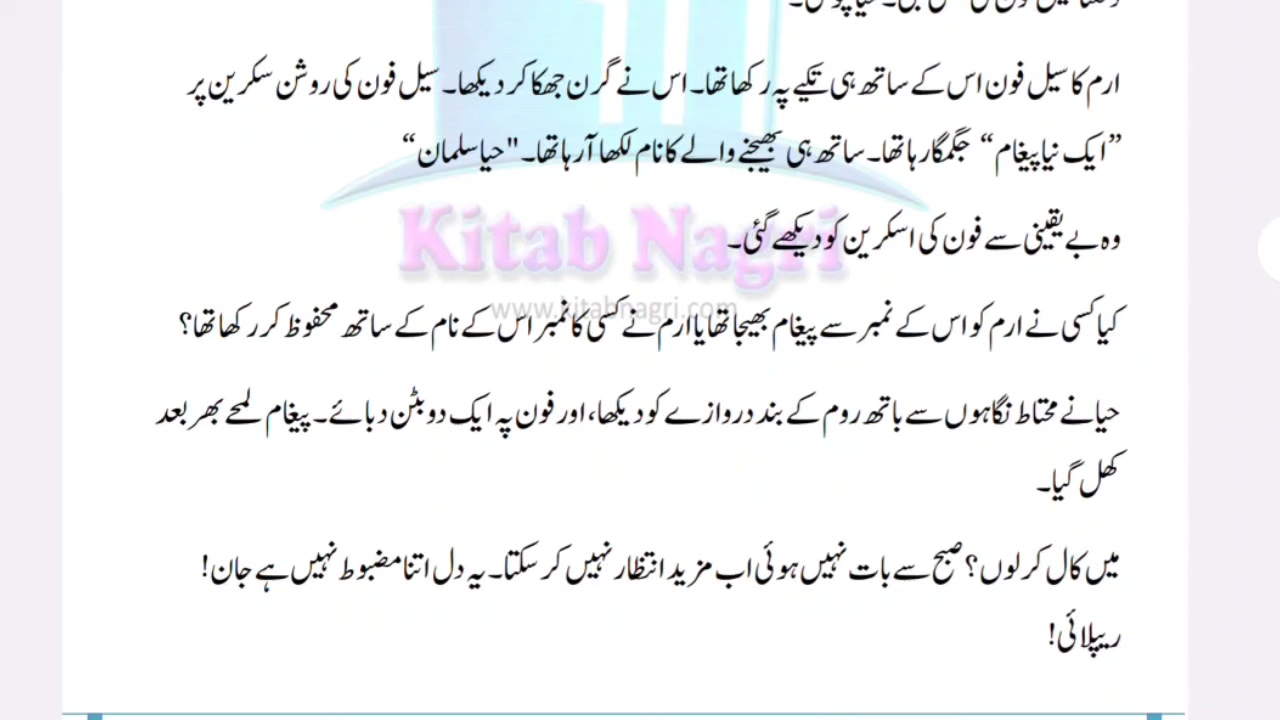 ارم کا سیل فون اس کے ساتھ ہی تکیے پہ رکھا تھا۔ اس نے گرن جھکا کر دیکھا۔ سیل فون کی روشن سکرین پر
”ایک نیا پیغام“ جگمگا رہا تھا۔ ساتھ ہی بھیجنے والے کا نام لکھا آ رہا تھا۔ "حیا سلمان“
Kitab Nagri
وہ بے یقینی سے فون کی اسکرین کو دیکھے گئی۔
www.kitabnagri.com
کیا کسی نے ارم کو اس کے نمبر سے پیغام بھیجا تھا یا ارم نے کسی کا نمبر اس کے نام کے ساتھ محفوظ کر رکھا تھا؟
حیا نے محتاط نگاہوں سے باتھ روم کے بند دروازے کو دیکھا، اور فون پہ ایک دو بٹن دبائے۔ پیغام لمحے بھر بعد
کھل گیا۔
میں کال کر لوں؟ صبح سے بات نہیں ہوئی اب مزید انتظار نہیں کر سکتا۔ یہ دل اتنا مضبوط نہیں ہے جان!
ریپلائی!